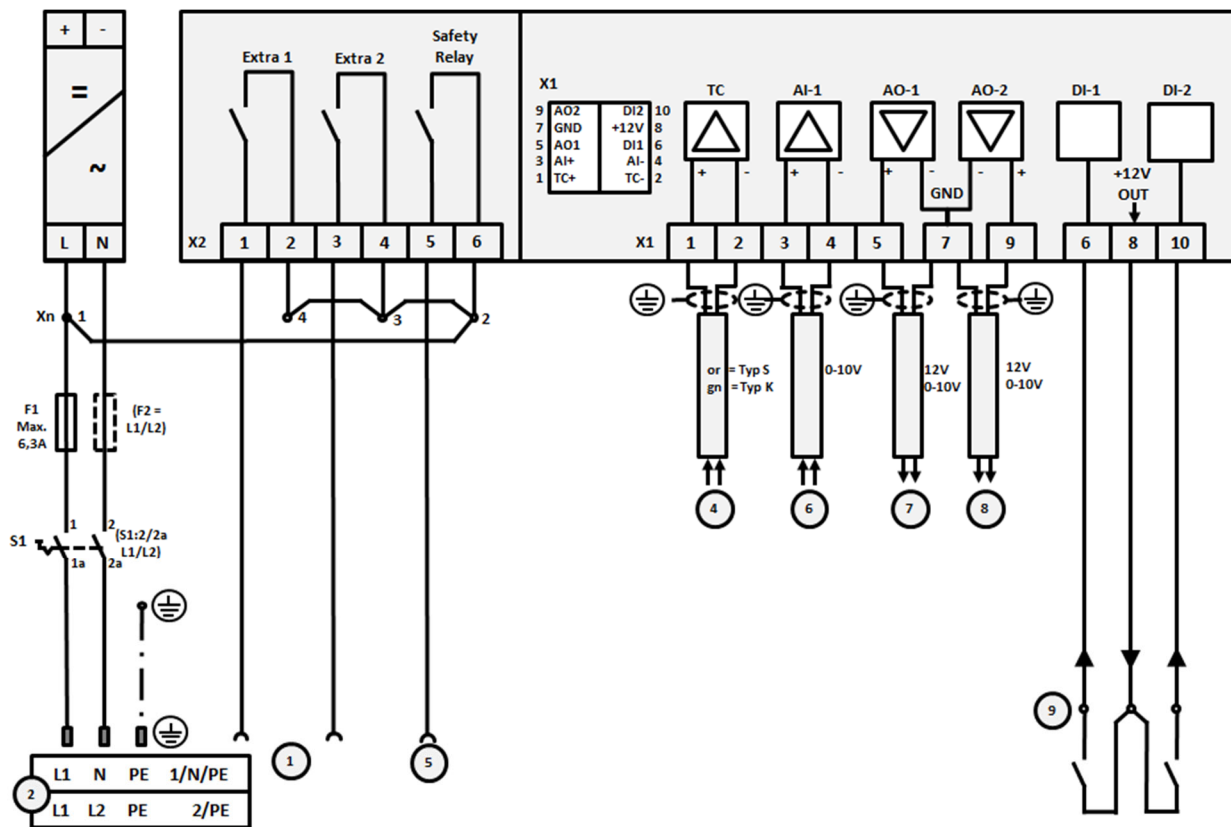 + -
=
~
L N
Extra 1
Extra 2
Safety
Relay
X2 1 2 3 4 5 6
X1
9 AO2 DI2 10
7 GND +12V 8
5 AO1 DI1 6
3 AI+ AI- 4
1 TC+ TC- 2
TC AI-1 AO-1 AO-2 DI-1 DI-2
+ - + - + - - +
GND
+12V
OUT
X1 1 2 3 4 5 7 9 6 8 10
Xn 1
4 3 2
F1
Max.
6,3A
(F2 =
L1/L2)
or = Typ S
gn =Typ K
0-10V
12V
0-10V
12V
0-10V
4 6 7 8
S1
1 2
(S1:2/2a
L1/L2)
1a 2a
9
1
5
2
L1 N PE 1/N/PE
L1 L2 PE 2/PE